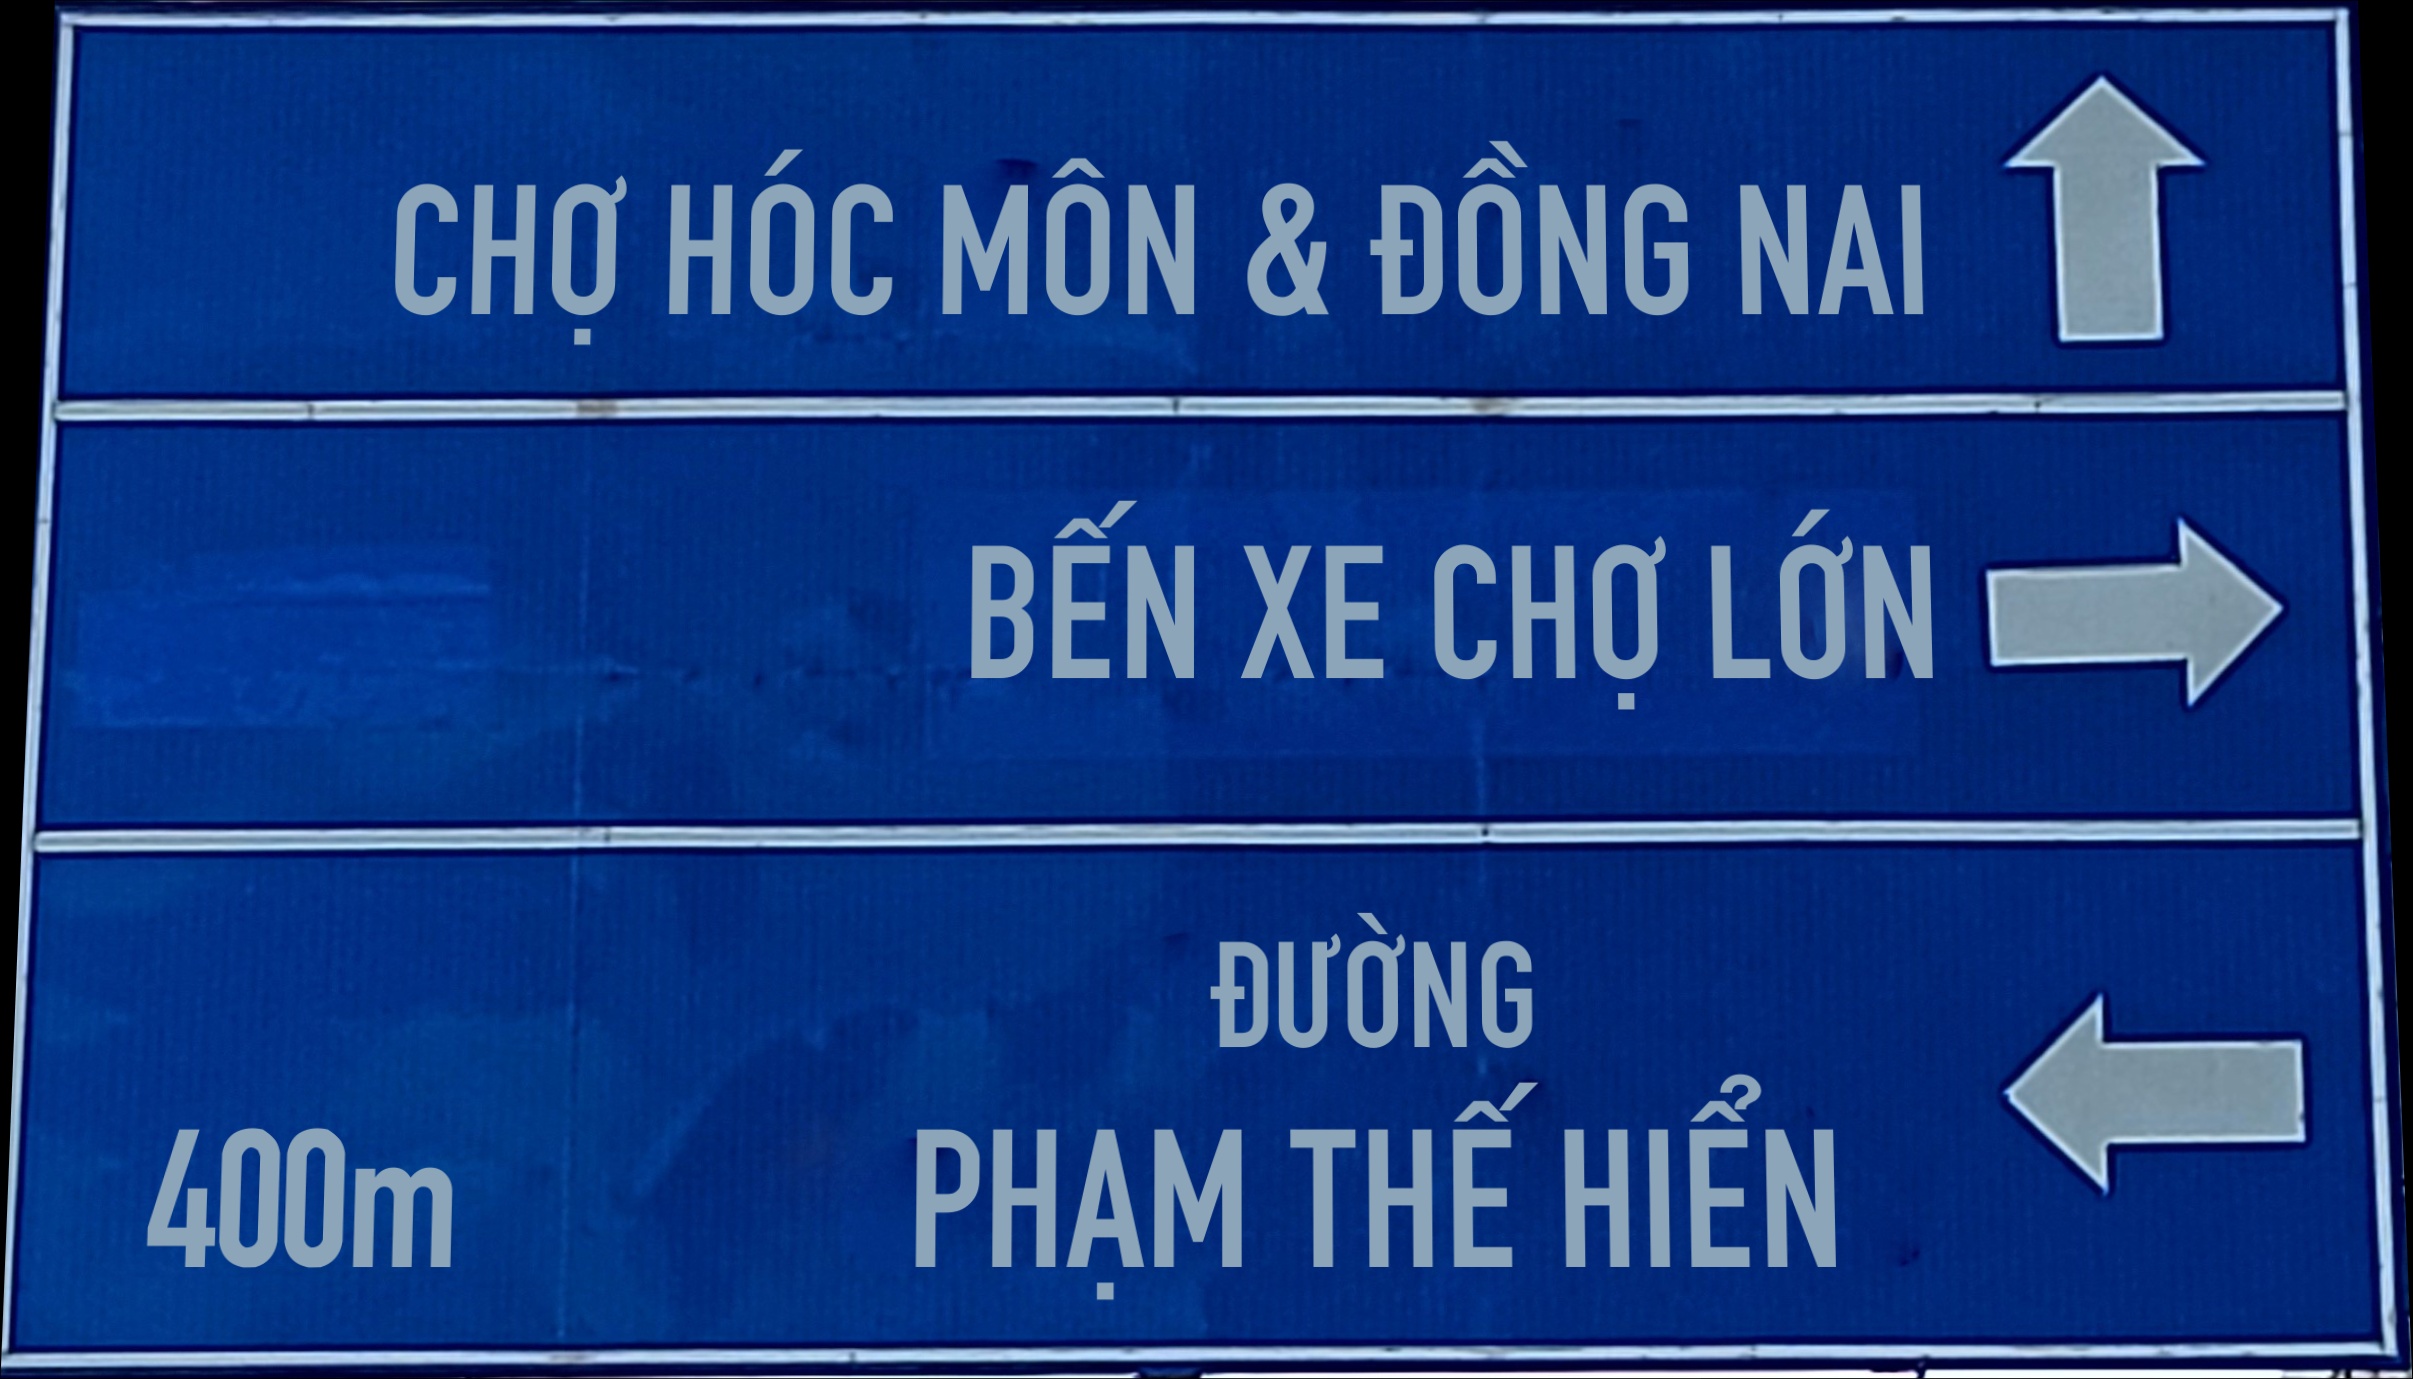 CHỢ HÓC MÔN & ĐỒNG NAI
BẾN XE CHỢ LỚN
ĐƯỜNG
PHẠM THẾ HIỂN
400m